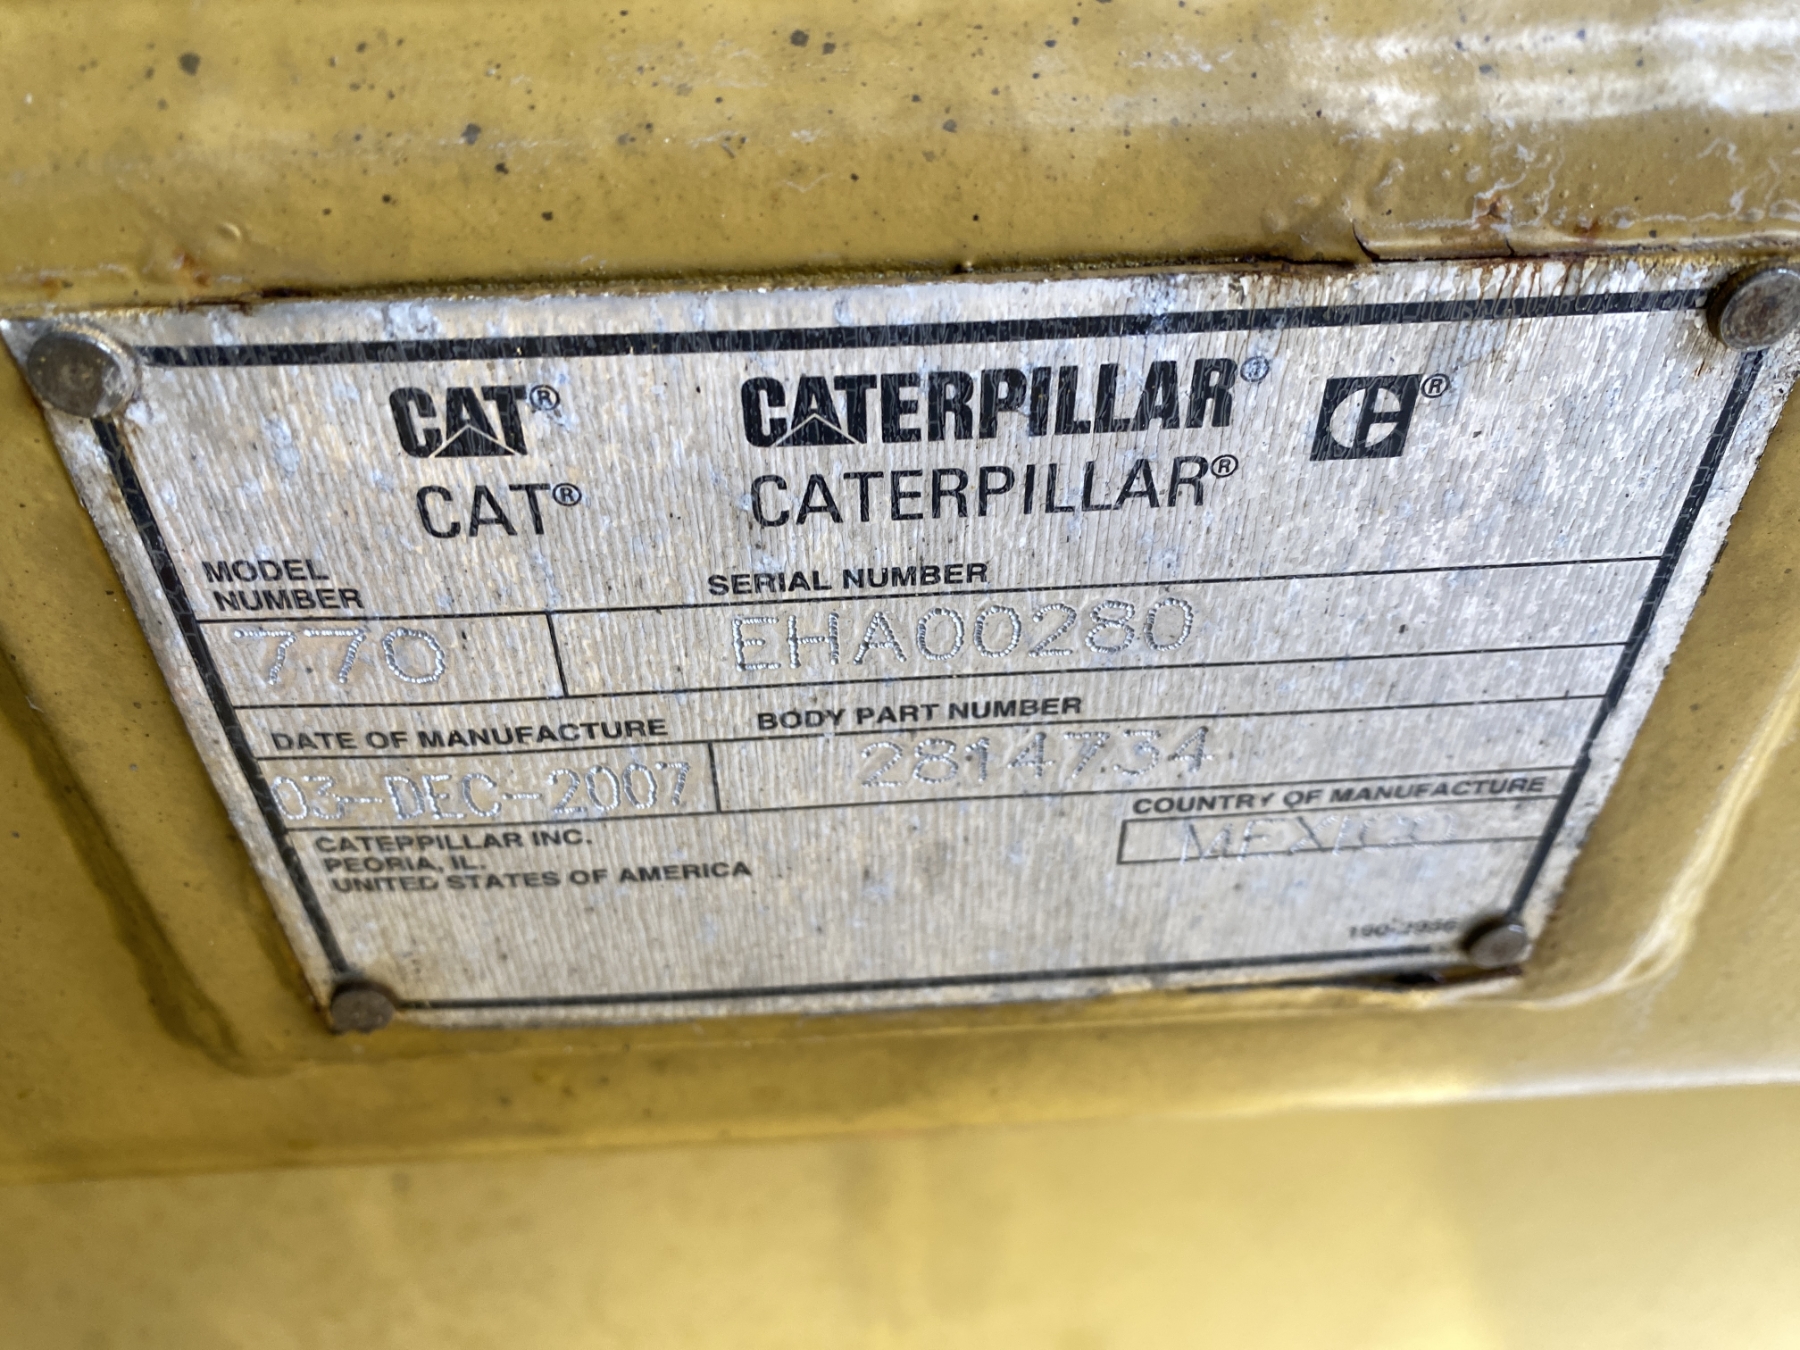 CAT® CATERPILLAR® ®
CAT® CATERPILLAR®
MODEL
NUMBER
SERIAL NUMBER
770 EHA00280
DATE OF MANUFACTURE BODY PART NUMBER
03-DEC-2007 2814734
CATERPILLAR INC.
PEORIA, IL.
UNITED STATES OF AMERICA
COUNTRY OF MANUFACTURE
MEXICO